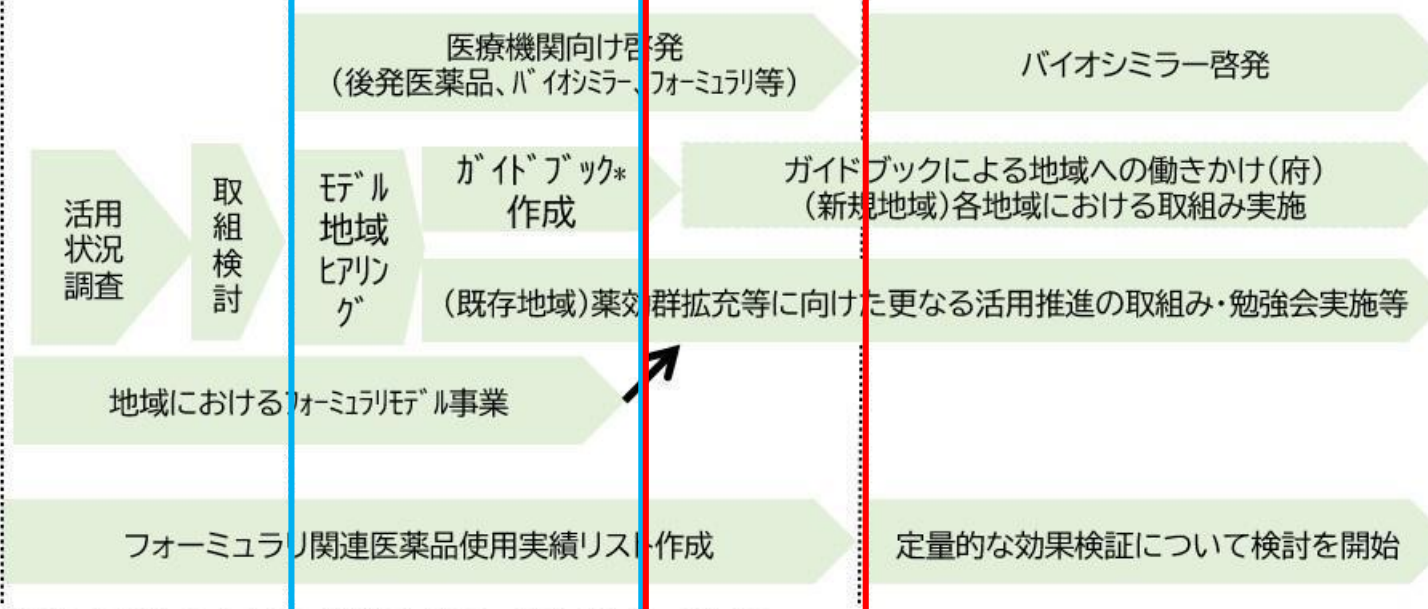 医療機関向け啓発
（後発医薬品、ﾊﾞｲｵｼﾐﾗｰ、ﾌｫｰﾐｭﾗﾘ等）
バイオシミラー啓発
活用
状況
調査
取
組
検
討
ﾓﾃﾞﾙ
地域
ﾋｱﾘﾝ
ｸﾞ
ｶﾞｲﾄﾞﾌﾞｯｸ*
作成
ガイドブックによる地域への働きかけ（府）
（新規地域）各地域における取組み実施
（既存地域）薬効群拡充等に向けた更なる活用推進の取組み・勉強会実施等
地域におけるﾌｫｰﾐｭﾗﾘﾓﾃﾞﾙ事業
フォーミュラリ関連医薬品使用実績リスト作成
定量的な効果検証について検討を開始